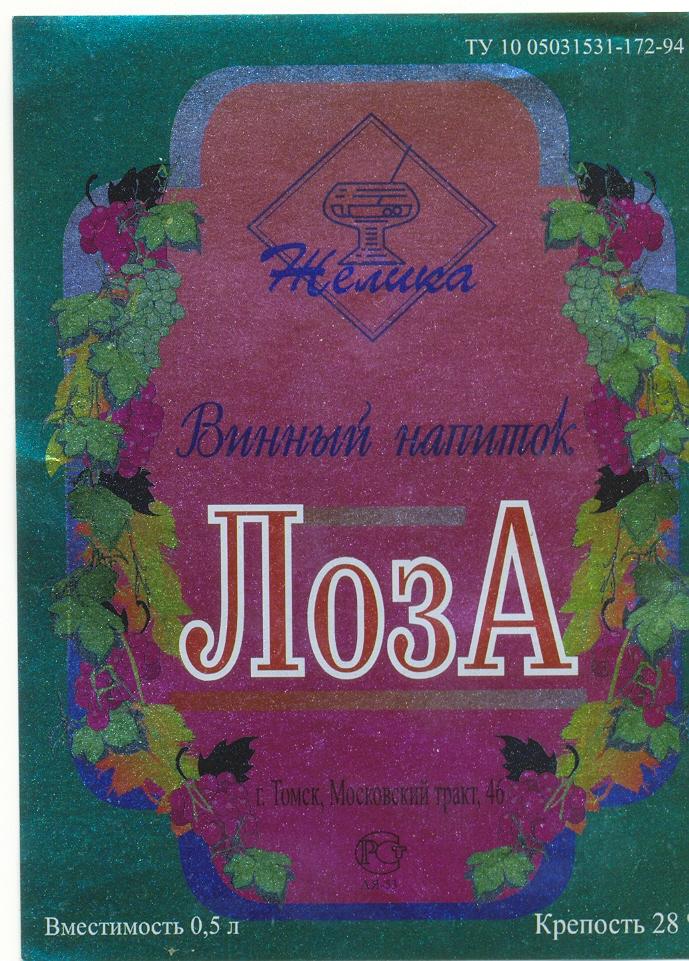 ТУ 10 05031531-172-94
Желика
Винный напиток
ЛозА
г. Томск, Московский тракт, 46
Вместимость 0,5 л
Крепость 28 %